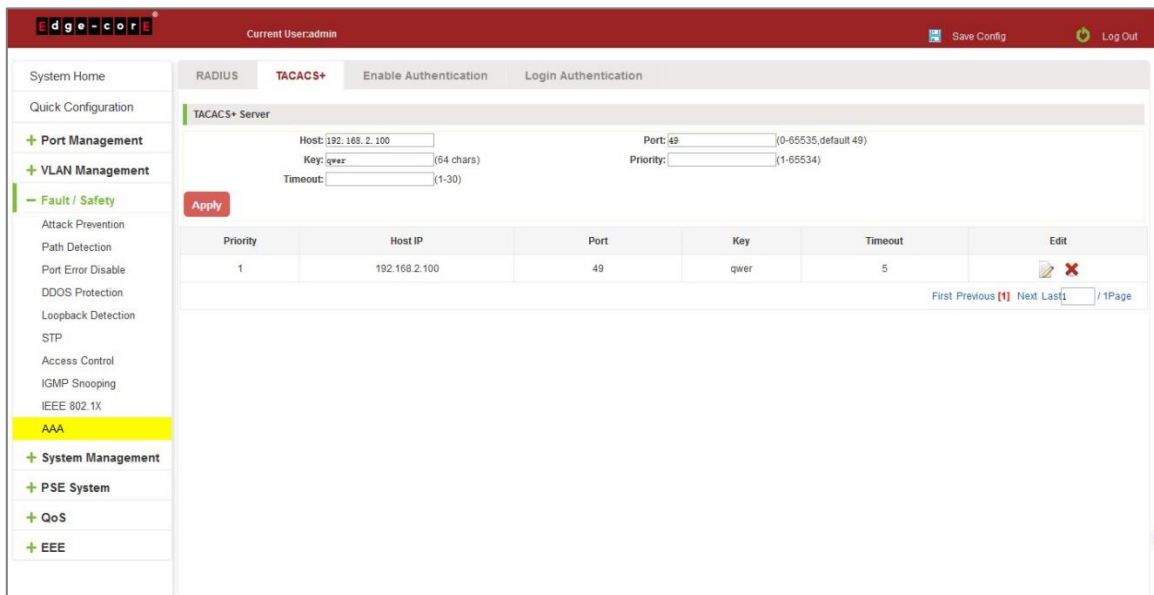 Edge-corE®
Current User:admin
Save Config
Log Out
System Home
Quick Configuration
+ Port Management
+ VLAN Management
− Fault / Safety
Attack Prevention
Path Detection
Port Error Disable
DDOS Protection
Loopback Detection
STP
Access Control
IGMP Snooping
IEEE 802.1X
AAA
+ System Management
+ PSE System
+ QoS
+ EEE
RADIUS TACACS+ Enable Authentication Login Authentication
TACACS+ Server
Host: 192.168.2.100 Port: 49 (0-65535,default 49)
Key: qwer (64 chars) Priority: (1-65534)
Timeout: (1-30)
Apply
Priority Host IP Port Key Timeout Edit
1 192.168.2.100 49 qwer 5
First Previous [1] Next Last 1 / 1Page